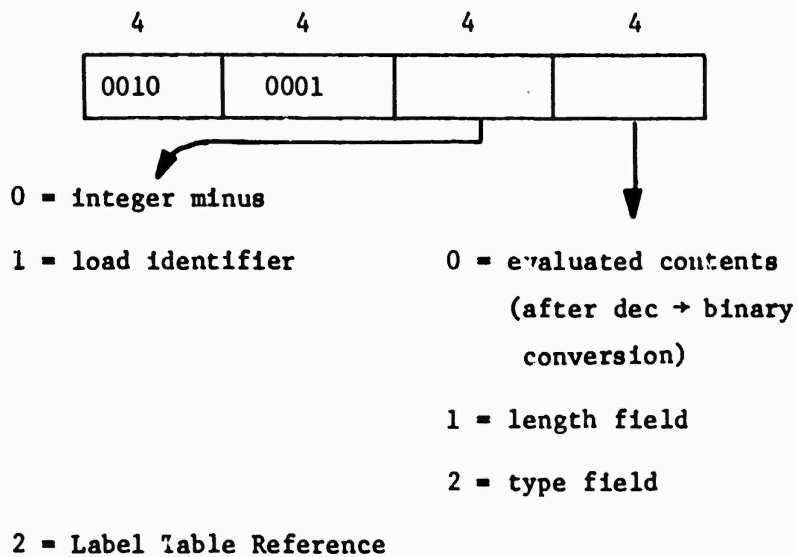 4 4 4 4
0010 0001
0 = integer minus
1 = load identifier
0 = evaluated contents
(after dec → binary
conversion)
1 = length field
2 = type field
2 = Label Table Reference